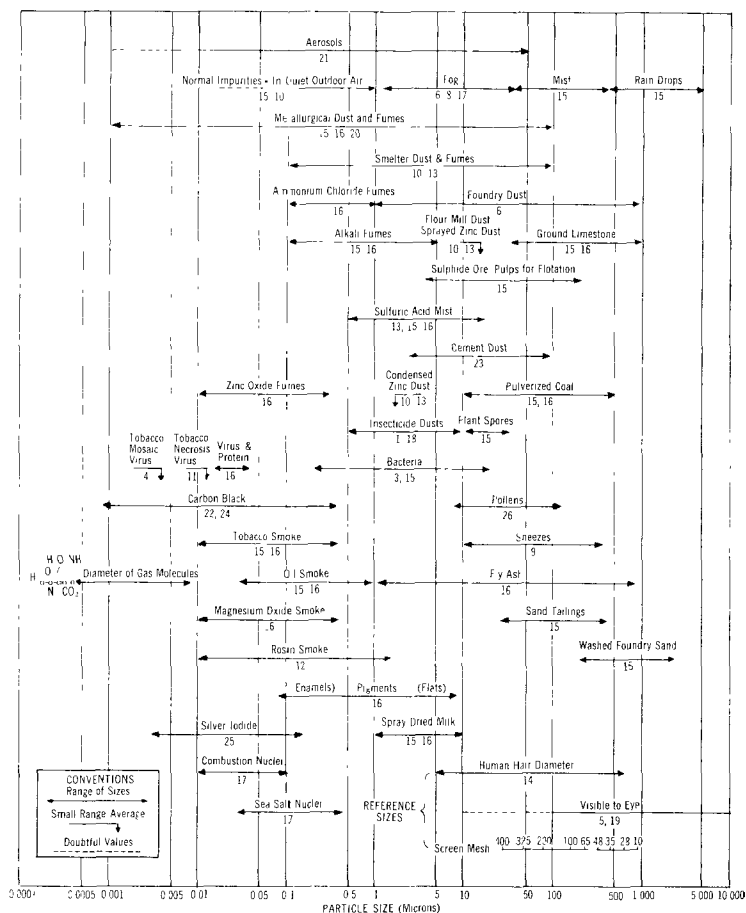 Aerosols
21
Normal Impurities - In Quiet Outdoor Air
15 10
Fog
6 8 17
Mist
15
Rain Drops
15
Metallurgical Dust and Fumes
15 16 20
Smelter Dust & Fumes
10 13
Ammonium Chloride Fumes
16
Foundry Dust
6
Alkali Fumes
15 16
Flour Mill Dust
Sprayed Zinc Dust
10 13
Ground Limestone
15 16
Sulphide Ore Pulps for Flotation
15
Sulfuric Acid Mist
13, 15 16
Cement Dust
23
Zinc Oxide Fumes
16
Condensed
Zinc Dust
10 13
Pulverized Coal
15, 16
Insecticide Dusts
1 18
Plant Spores
15
Tobacco
Mosaic
Virus
4
Tobacco
Necrosis
Virus
11
Virus &
Protein
16
Bacteria
3, 15
Carbon Black
22, 24
Pollens
26
Tobacco Smoke
15 16
Sneezes
9
H
N CO2
Diameter of Gas Molecules
Oil Smoke
15 16
Fly Ash
16
Magnesium Oxide Smoke
16
Sand Tailings
15
Rosin Smoke
12
Washed Foundry Sand
15
Enamels) Pigments (Flats)
16
Silver Iodide
25
Spray Dried Milk
15 16
Combustion Nuclei
17
Human Hair Diameter
14
CONVENTIONS
Range of Sizes
Small Range Average
Doubtful Values
Sea Salt Nuclei
17
REFERENCE
SIZES
Visible to Eye
5, 19
Screen Mesh
400 325 200 100 65 48 35 28 10
0 0001 0 0005 0 001 0 005 0 01 0 05 0 1 0 5 1 5 10 50 100 500 1 000 5 000 10 000
PARTICLE SIZE (Microns)